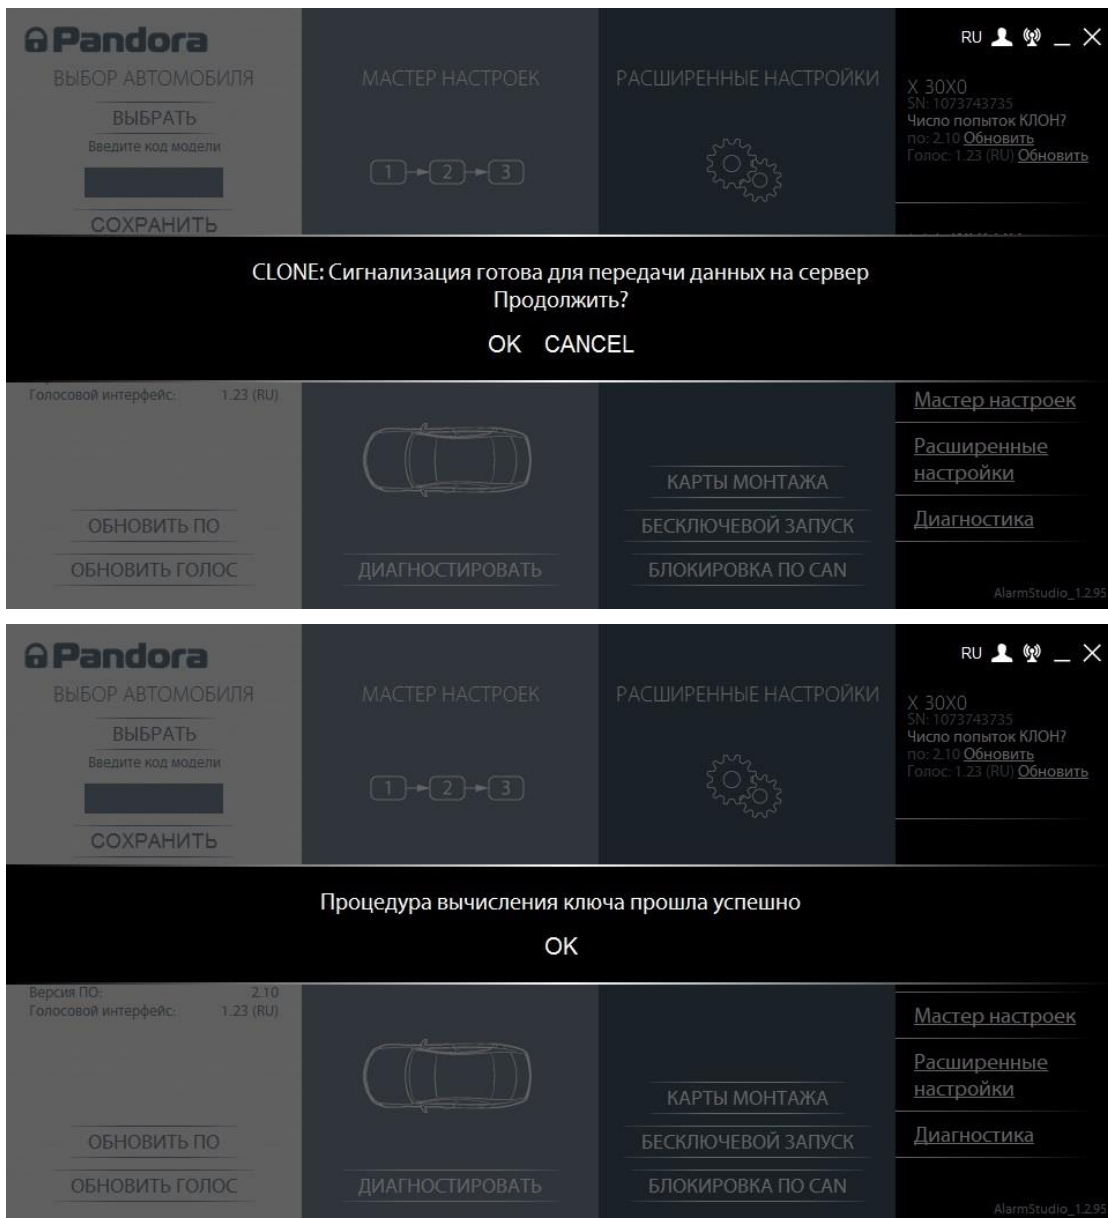 Pandora
RU
ВЫБОР АВТОМОБИЛЯ
ВЫБРАТЬ
Введите код модели
СОХРАНИТЬ
МАСТЕР НАСТРОЕК
1 2 3
РАСШИРЕННЫЕ НАСТРОЙКИ
X 30X0
SN: 1073743735
Число попыток КЛОН?
по: 2.10 Обновить
Голос: 1.23 (RU) Обновить
CLONE: Сигнализация готова для передачи данных на сервер
Продолжить?
OK CANCEL
Голосовой интерфейс: 1.23 (RU)
ОБНОВИТЬ ПО
ОБНОВИТЬ ГОЛОС
ДИАГНОСТИРОВАТЬ
КАРТЫ МОНТАЖА
БЕСКЛЮЧЕВОЙ ЗАПУСК
БЛОКИРОВКА ПО CAN
Мастер настроек
Расширенные
настройки
Диагностика
AlarmStudio_1.2.95
Pandora
RU
ВЫБОР АВТОМОБИЛЯ
ВЫБРАТЬ
Введите код модели
СОХРАНИТЬ
МАСТЕР НАСТРОЕК
1 2 3
РАСШИРЕННЫЕ НАСТРОЙКИ
X 30X0
SN: 1073743735
Число попыток КЛОН?
по: 2.10 Обновить
Голос: 1.23 (RU) Обновить
Процедура вычисления ключа прошла успешно
OK
Версия ПО: 2.10
Голосовой интерфейс: 1.23 (RU)
ОБНОВИТЬ ПО
ОБНОВИТЬ ГОЛОС
ДИАГНОСТИРОВАТЬ
КАРТЫ МОНТАЖА
БЕСКЛЮЧЕВОЙ ЗАПУСК
БЛОКИРОВКА ПО CAN
Мастер настроек
Расширенные
настройки
Диагностика
AlarmStudio_1.2.95